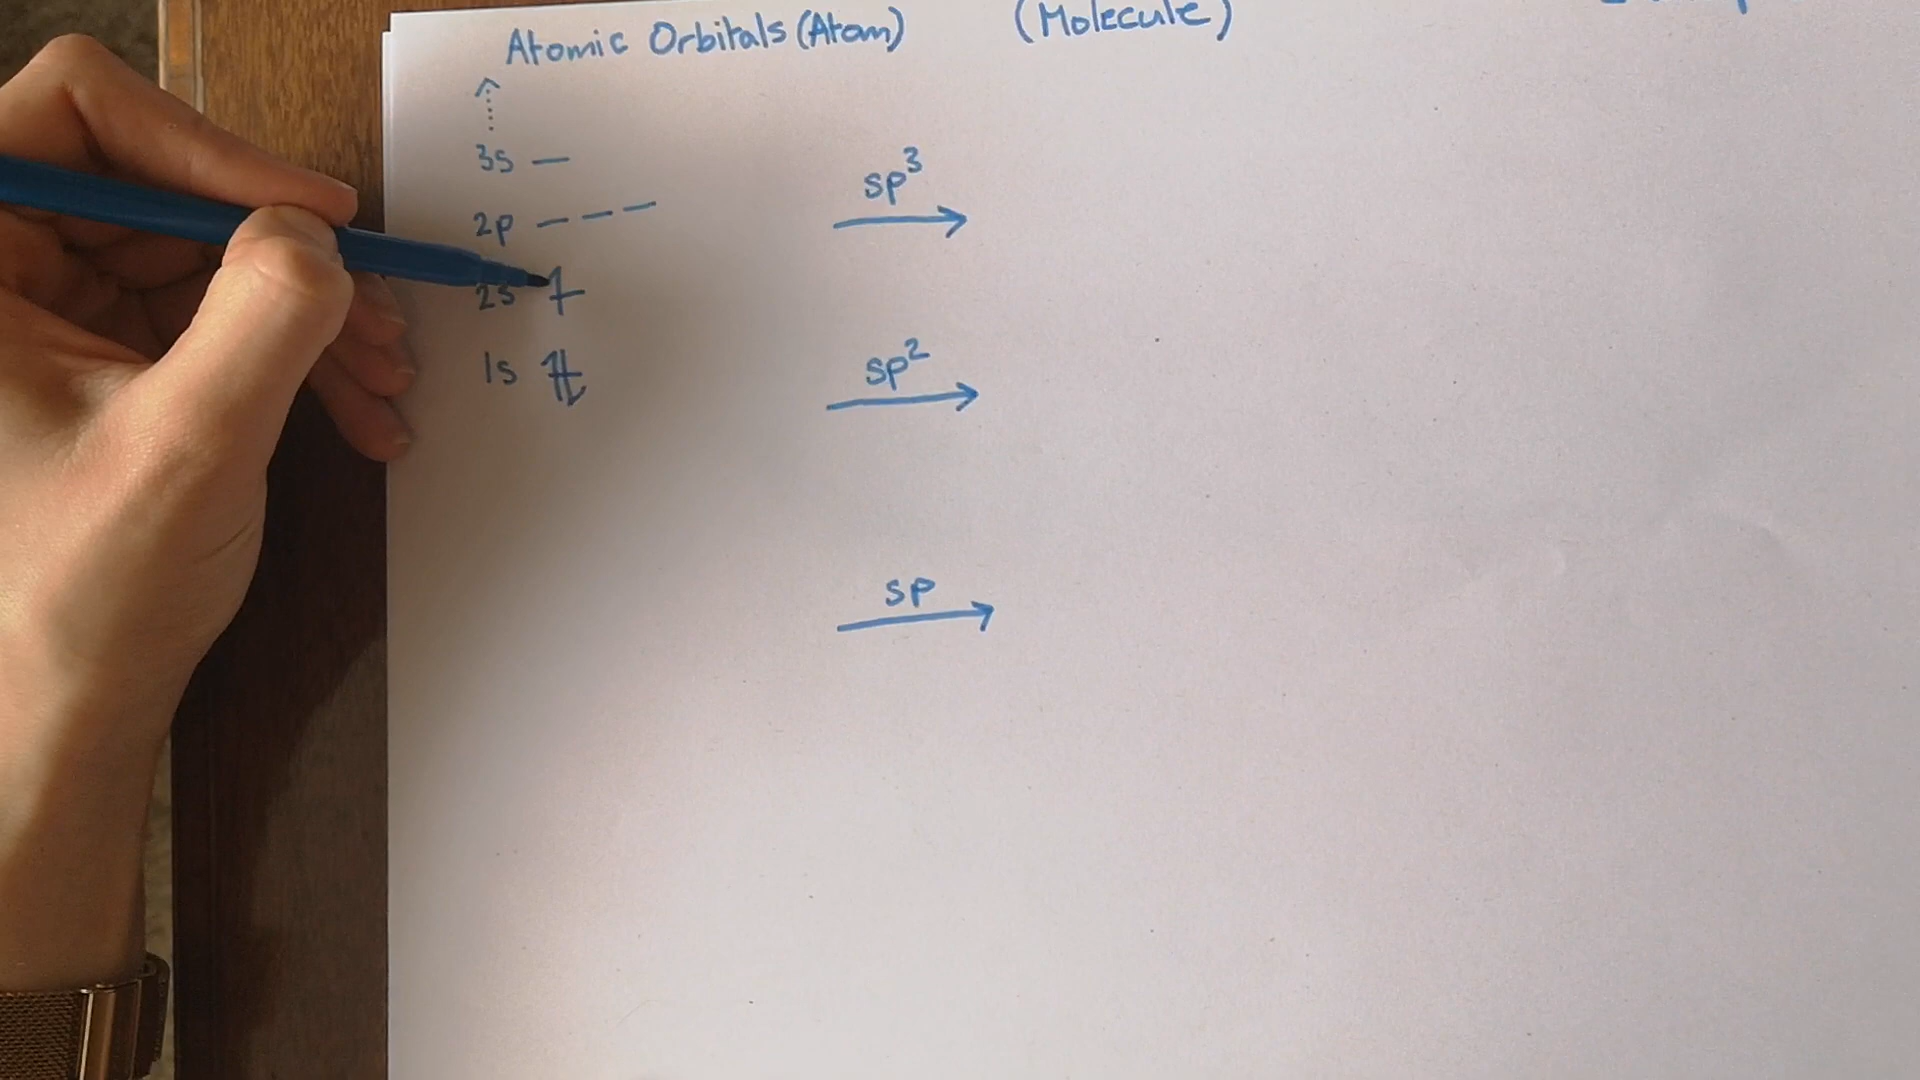 Atomic Orbitals (Atom) (Molecule)
3s
2p
2s
1s
sp³
sp²
sp